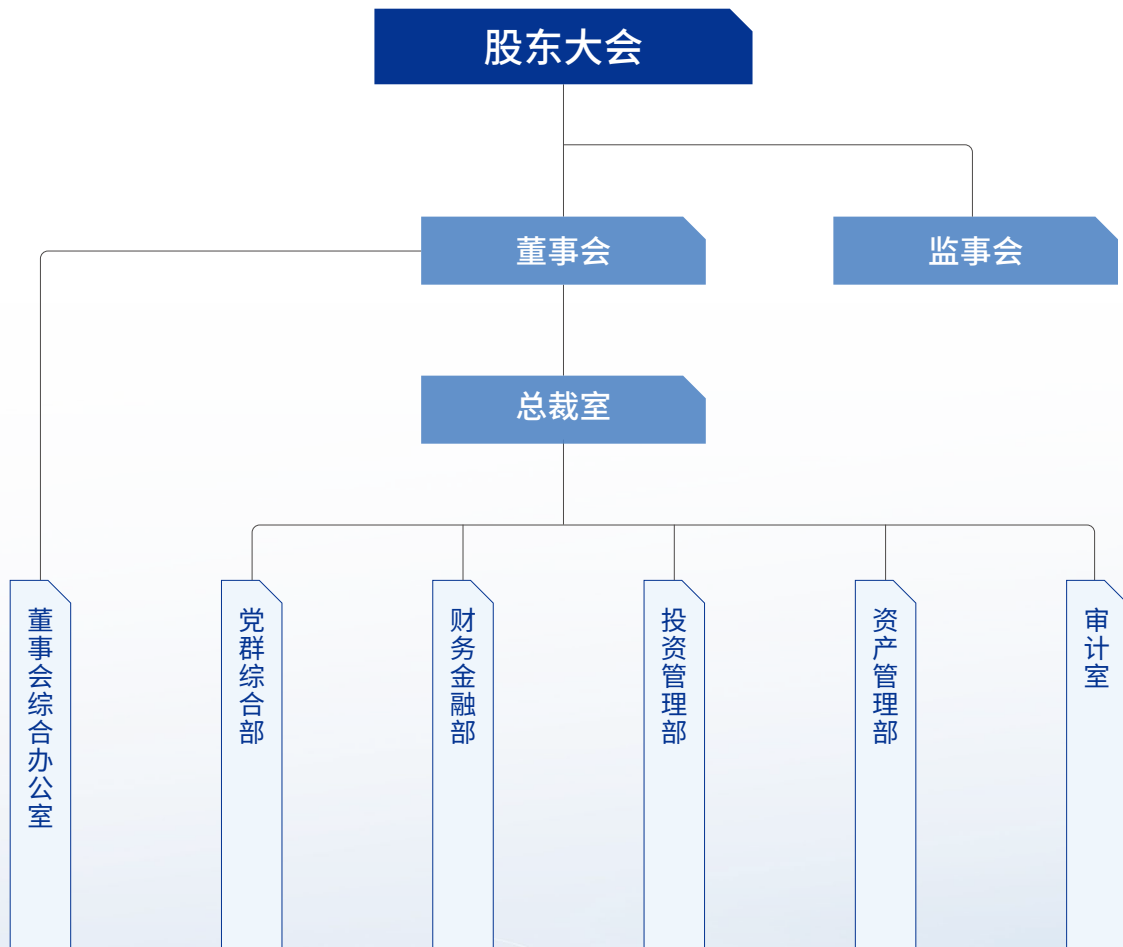 股东大会
董事会
监事会
总裁室
董事会综合办公室
党群综合部
财务金融部
投资管理部
资产管理部
审计室